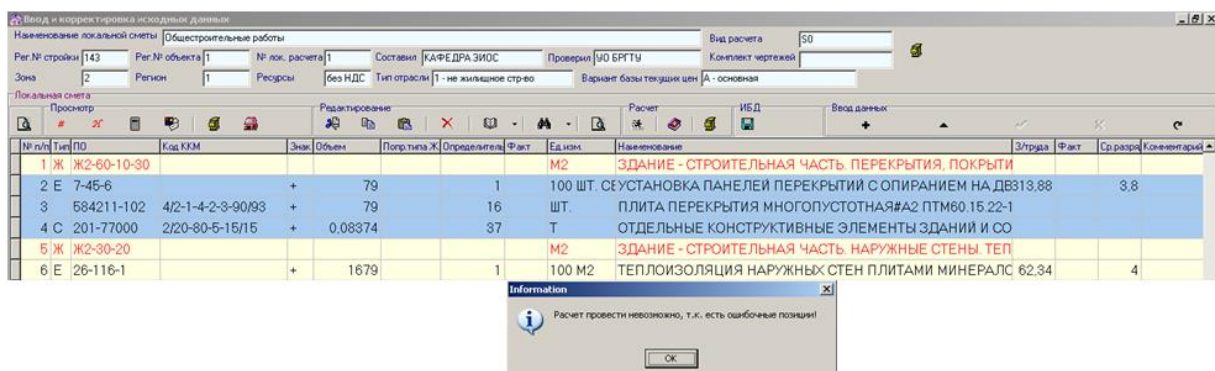 Ввод и корректировка исходных данных
Наименование локальной сметы Общестроительные работы Вид расчета S0
Рег.№ стройки 143 Рег.№ объекта 1 № лок. расчета 1 Составил КАФЕДРА ЗИОС Проверил УО БРГТУ Комплект чертежей
Зона 2 Регион 1 Ресурсы без НДС Тип отрасли 1 - не жилищное стр-во Вариант базы текущих цен А - основная
Локальная смета
Просмотр Редактирование Расчет ИБД Ввод данных
№ п/п Тип ПО Код ККМ Знак Объем Попр.типа Ж Определитель Факт Ед.изм. Наименование З/труда Факт Ср.разря Комментарий
1 Ж Ж2-60-10-30 М2 ЗДАНИЕ - СТРОИТЕЛЬНАЯ ЧАСТЬ. ПЕРЕКРЫТИЯ, ПОКРЫТИ
2 Е 7-45-6 + 79 1 100 ШТ. СБ УСТАНОВКА ПАНЕЛЕЙ ПЕРЕКРЫТИЙ С ОПИРАНИЕМ НА ДВ 313,88 3,8
3 584211-102 4/2-1-4-2-3-90/93 + 79 16 ШТ. ПЛИТА ПЕРЕКРЫТИЯ МНОГОПУСТОТНАЯ#А2 ПТМ60.15.22-1
4 С 201-77000 2/20-80-5-15/15 + 0,08374 37 Т ОТДЕЛЬНЫЕ КОНСТРУКТИВНЫЕ ЭЛЕМЕНТЫ ЗДАНИЙ И СО
5 Ж Ж2-30-20 М2 ЗДАНИЕ - СТРОИТЕЛЬНАЯ ЧАСТЬ. НАРУЖНЫЕ СТЕНЫ. ТЕП
6 Е 26-116-1 + 1679 1 100 М2 ТЕПЛОИЗОЛЯЦИЯ НАРУЖНЫХ СТЕН ПЛИТАМИ МИНЕРАЛО 62,34 4
Information
Расчет провести невозможно, т.к. есть ошибочные позиции!
OK